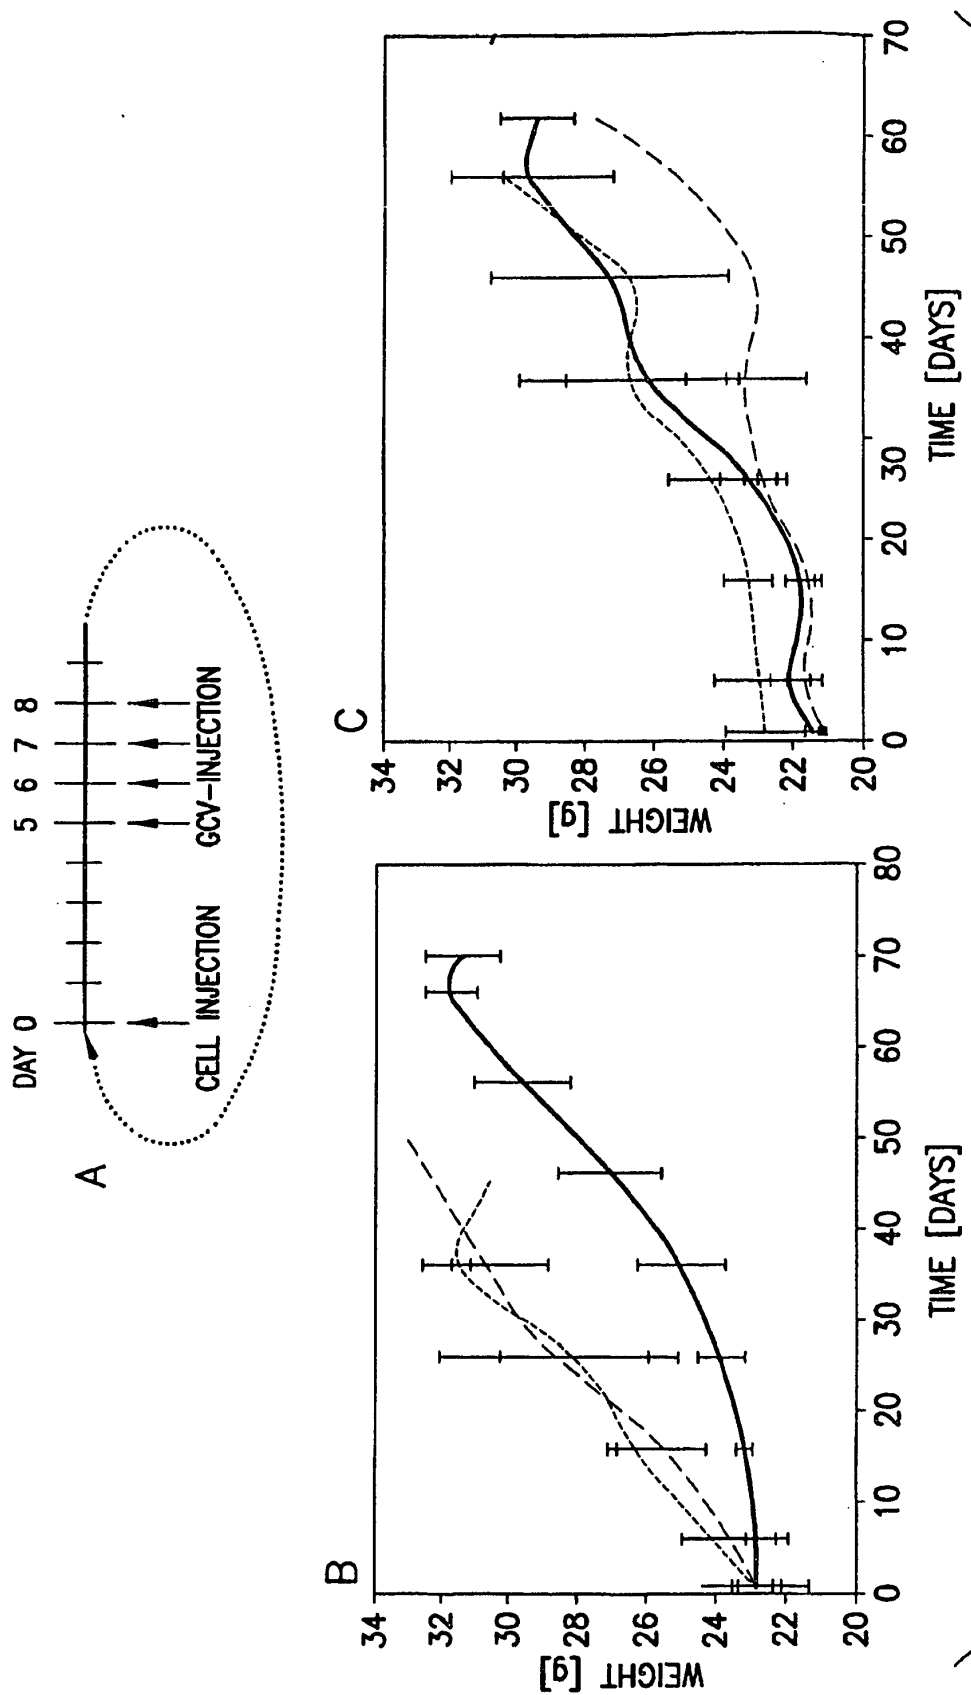 A
DAY 0 5 6 7 8
CELL INJECTION GCV-INJECTION
B
WEIGHT [g]
34
32
30
28
26
24
22
20
0 10 20 30 40 50 60 70 80
TIME [DAYS]
C
WEIGHT [g]
34
32
30
28
26
24
22
20
0 10 20 30 40 50 60 70
TIME [DAYS]